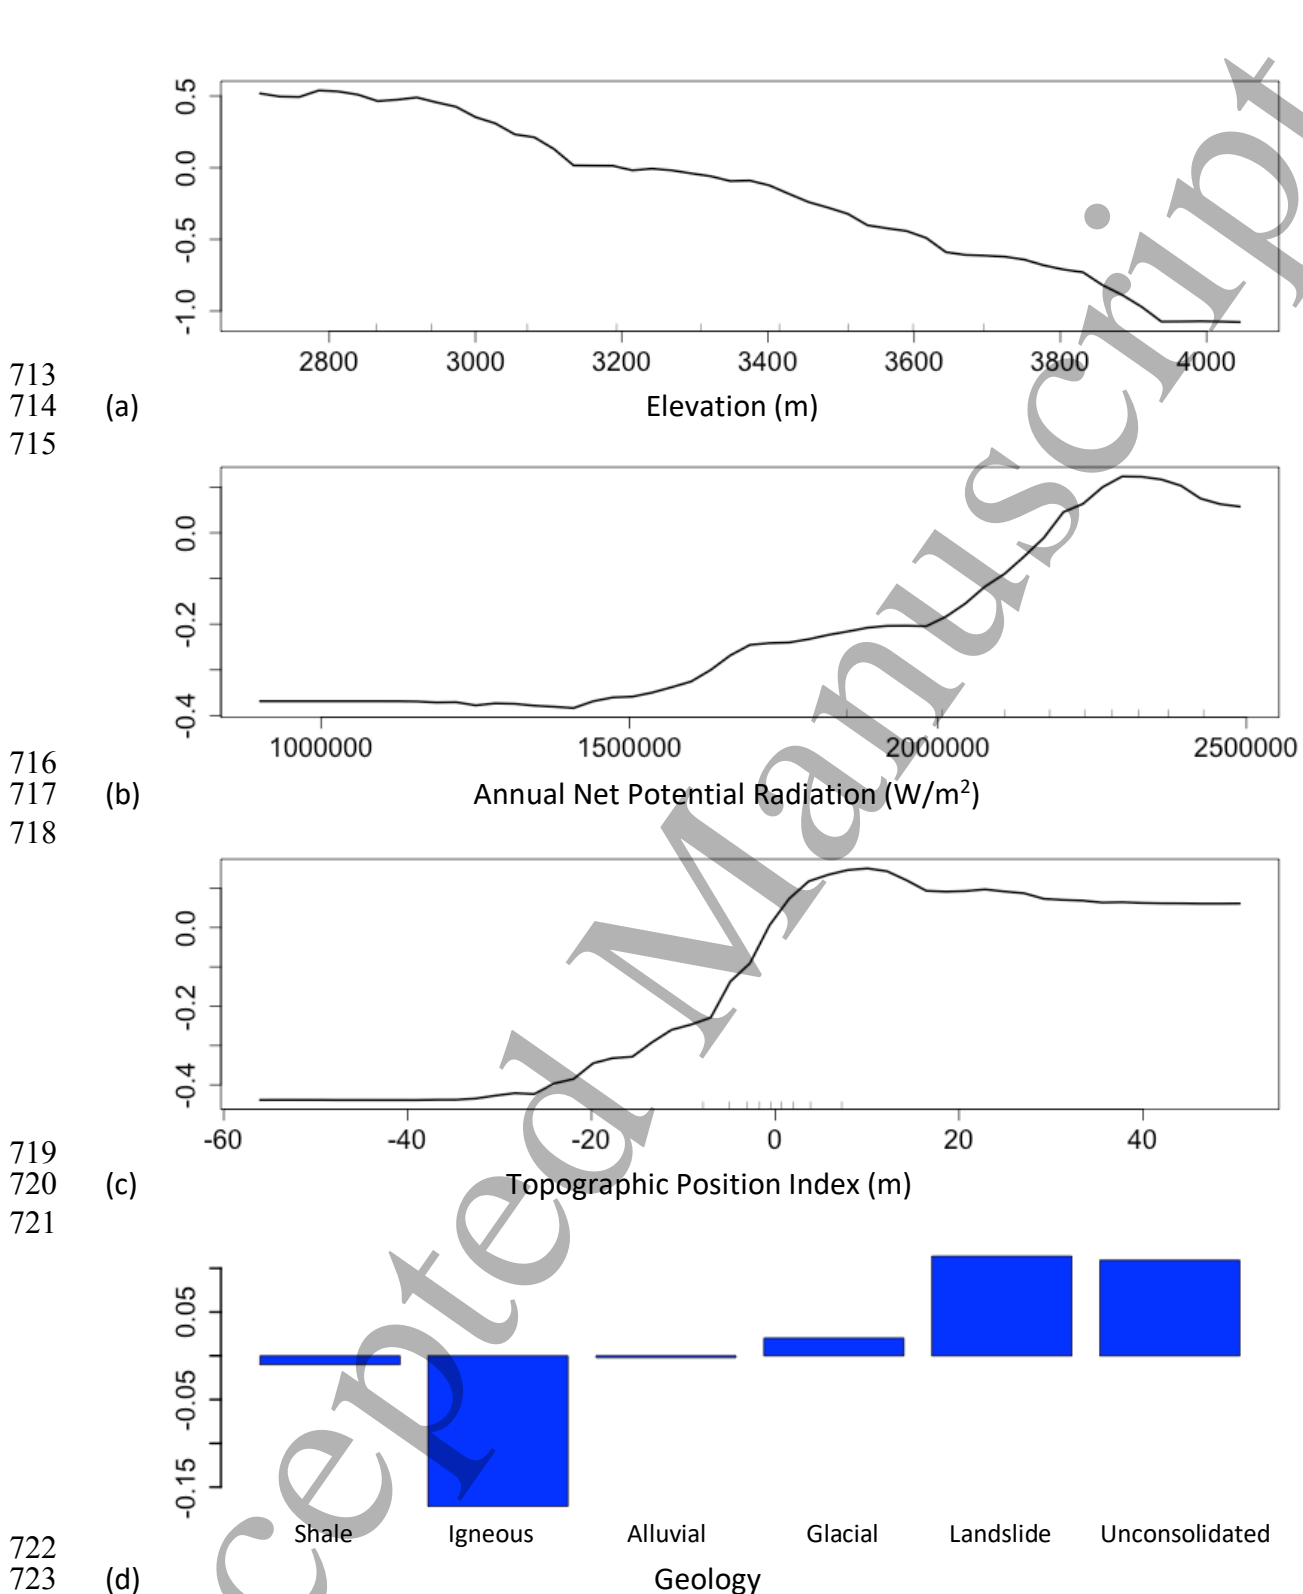 0.5
0.0
-0.5
-1.0
2800 3000 3200 3400 3600 3800 4000
713
714 (a) Elevation (m)
715
0.0
-0.2
-0.4
1000000 1500000 2000000 2500000
716
717 (b) Annual Net Potential Radiation (W/m²)
718
0.0
-0.2
-0.4
-60 -40 -20 0 20 40
719
720 (c) Topographic Position Index (m)
721
0.05
-0.05
-0.15
Shale Igneous Alluvial Glacial Landslide Unconsolidated
722
723 (d) Geology
cepted Manuscript